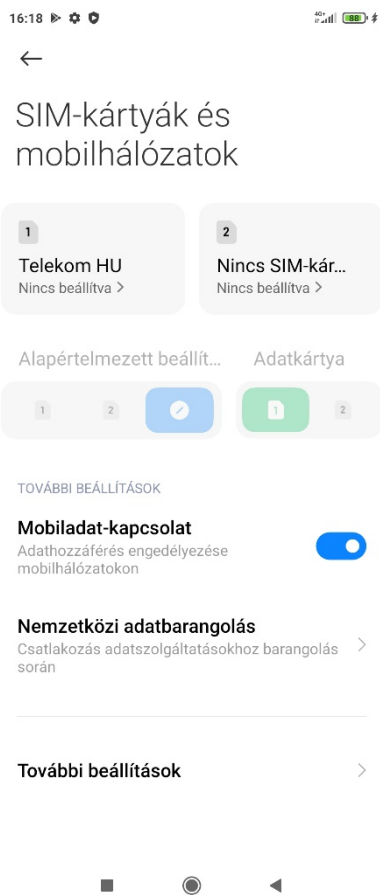 16:18 4G+ 88
SIM-kártyák és
mobilhálózatok
1 2
Telekom HU Nincs SIM-kár...
Nincs beállítva Nincs beállítva
Alapértelmezett beállít... Adatkártya
1 2 1 2
TOVÁBBI BEÁLLÍTÁSOK
Mobiladat-kapcsolat
Adathozzáférés engedélyezése
mobilhálózatokon
Nemzetközi adatbarangolás
Csatlakozás adatszolgáltatásokhoz barangolás
során
További beállítások